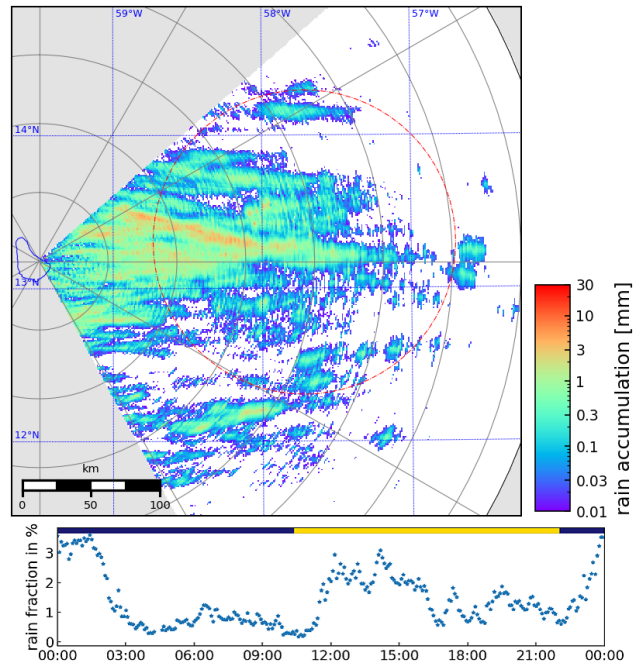 59°W 58°W 57°W
14°N
13°N
12°N
km
0 50 100
30
10
3
1
0.3
0.1
0.03
0.01
rain accumulation [mm]
rain fraction in %
3
2
1
0
00:00 03:00 06:00 09:00 12:00 15:00 18:00 21:00 00:00